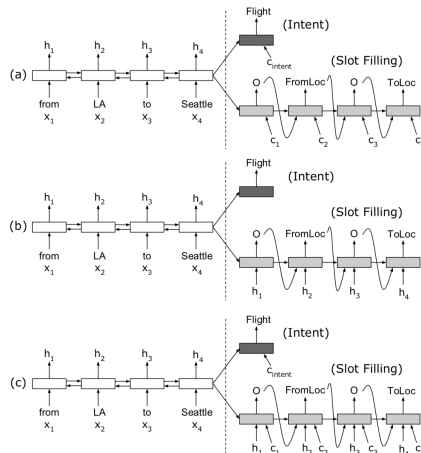 Flight
(Intent)
h1 h2 h3 h4
cintent
(Slot Filling)
O FromLoc O ToLoc
(a)
from LA to Seattle
x1 x2 x3 x4
c1 c2 c3 c
Flight
(Intent)
h1 h2 h3 h4
(Slot Filling)
O FromLoc O ToLoc
(b)
from LA to Seattle
x1 x2 x3 x4
h1 h2 h3 h4
Flight
(Intent)
h1 h2 h3 h4
cintent
(Slot Filling)
O FromLoc O ToLoc
(c)
from LA to Seattle
x1 x2 x3 x4
h1 c1 h2 c2 h3 c3 h4 c